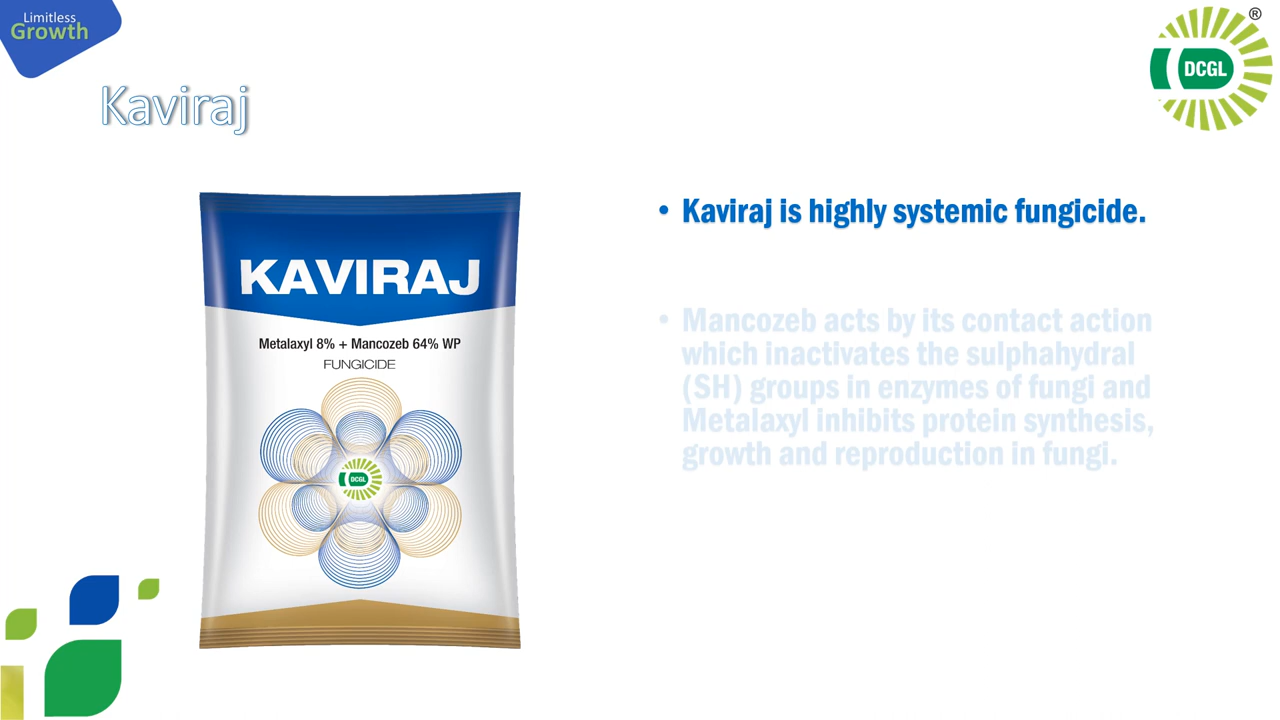 Limitless
Growth
®
DCGL
Kaviraj
KAVIRAJ
Metalaxyl 8% + Mancozeb 64% WP
FUNGICIDE
DCGL
• Kaviraj is highly systemic fungicide.
• Mancozeb acts by its contact action
which inactivates the sulphahydral
(SH) groups in enzymes of fungi and
Metalaxyl inhibits protein synthesis,
growth and reproduction in fungi.